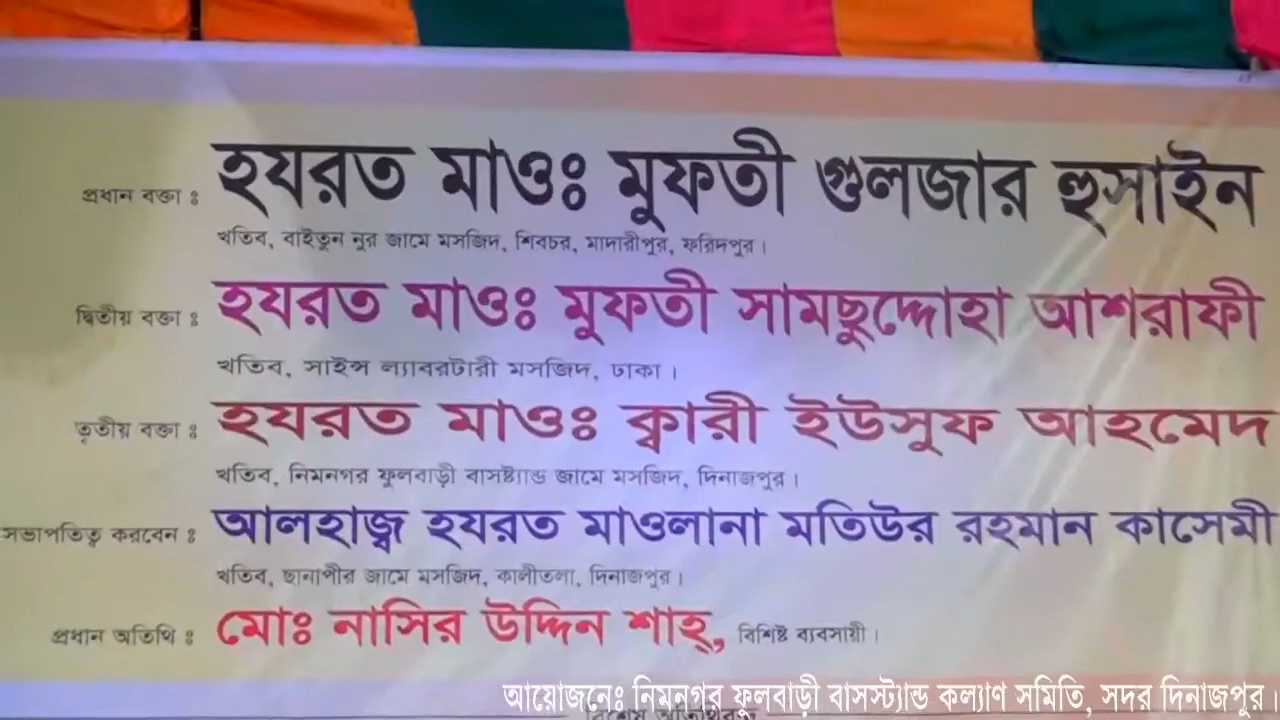 প্রধান বক্তা ঃ হযরত মাওঃ মুফতী গুলজার হুসাইন
খতিব, বাইতুন নুর জামে মসজিদ, শিবচর, মাদারীপুর, ফরিদপুর।
দ্বিতীয় বক্তা ঃ হযরত মাওঃ মুফতী সামছুদ্দোহা আশরাফী
খতিব, সাইন্স ল্যাবরটারী মসজিদ, ঢাকা।
তৃতীয় বক্তা ঃ হযরত মাওঃ ক্বারী ইউসুফ আহমেদ
খতিব, নিমনগর ফুলবাড়ী বাসষ্ট্যান্ড জামে মসজিদ, দিনাজপুর।
সভাপতিত্ব করবেন ঃ আলহাজ্ব হযরত মাওলানা মতিউর রহমান কাসেমী
খতিব, ছানাপীর জামে মসজিদ, কালীতলা, দিনাজপুর।
প্রধান অতিথি ঃ মোঃ নাসির উদ্দিন শাহ্, বিশিষ্ট ব্যবসায়ী।
আয়োজনেঃ নিমনগর ফুলবাড়ী বাসস্ট্যান্ড কল্যাণ সমিতি, সদর দিনাজপুর।